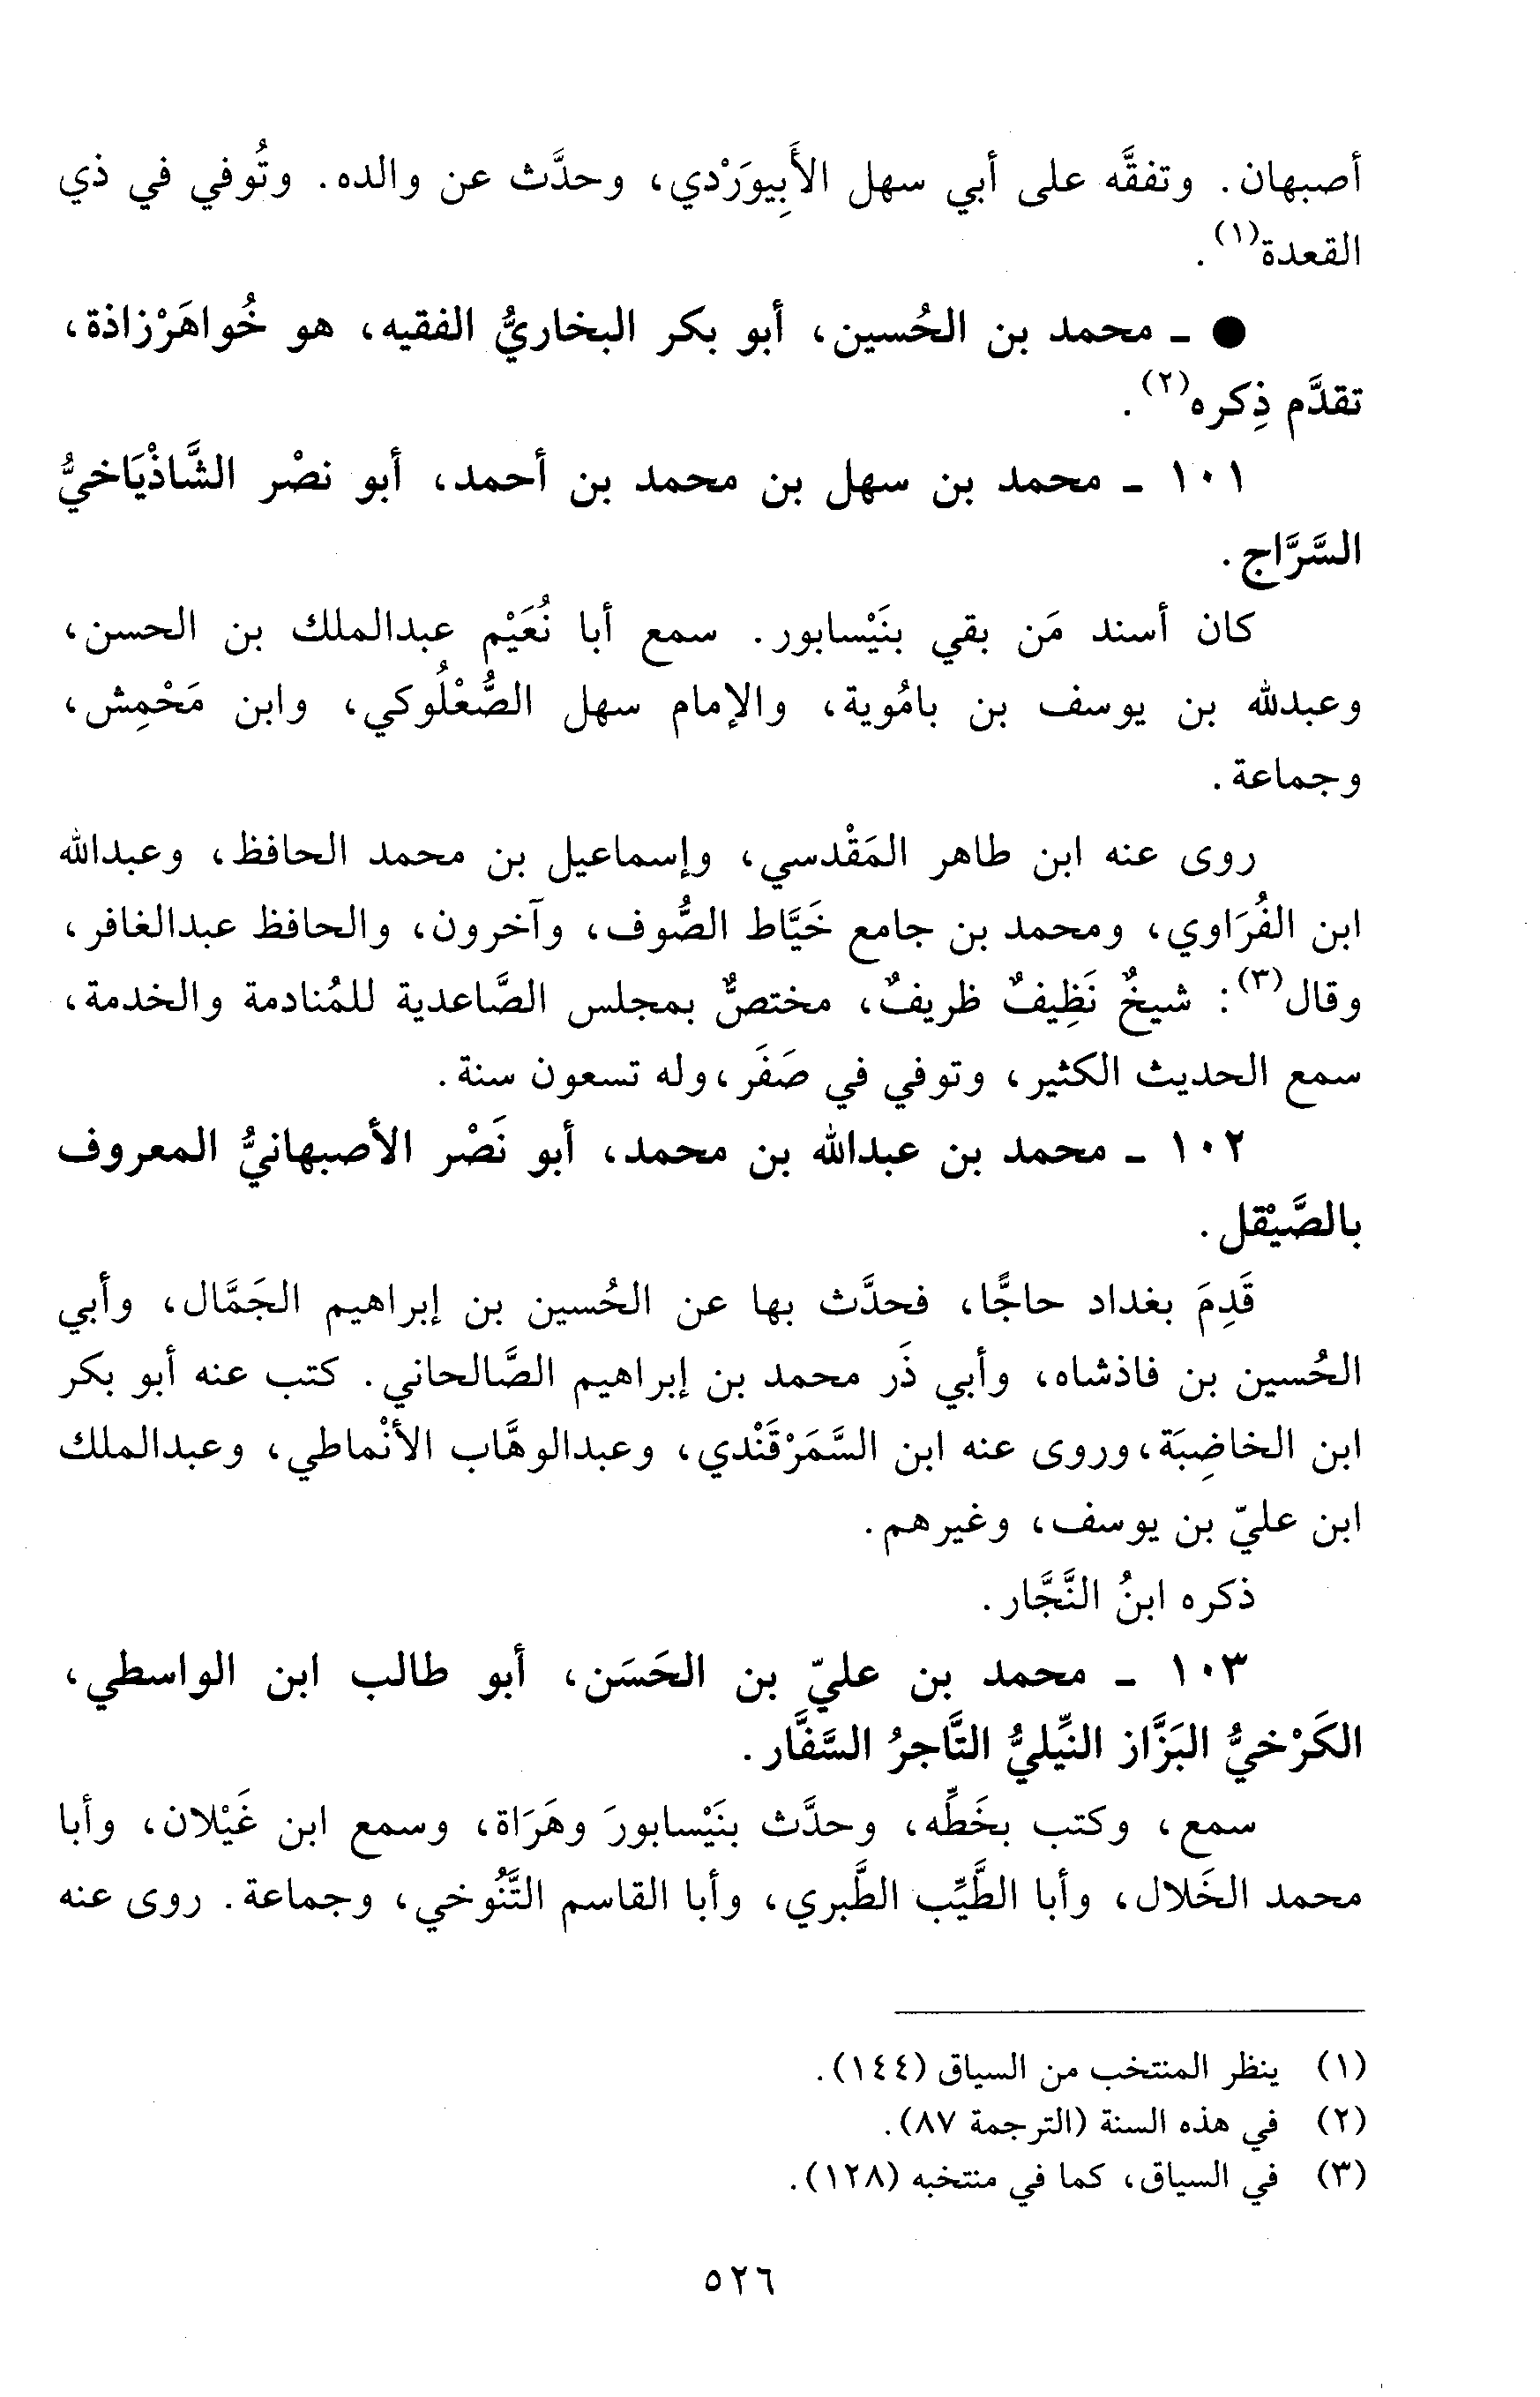 أصبهان. وتفقَّه على أبي سهل الأَبِيوَرْدي، وحدَّث عن والده. وتُوفي في ذي
القعدة(١).
● ـ محمد بن الحُسين، أبو بكر البخاريُّ الفقيه، هو خُواهَرْزاذة،
تقدَّم ذِكره(٢).
١٠١ ـ محمد بن سهل بن محمد بن أحمد، أبو نصْر الشَّاذْيَاخيُّ
السَّرَّاج.
كان أسند مَن بقي بنَيْسابور. سمع أبا نُعَيْم عبدالملك بن الحسن،
وعبدلله بن يوسف بن بامُوية، والإمام سهل الصُّعْلُوكي، وابن مَحْمِش،
وجماعة.
روى عنه ابن طاهر المَقْدسي، وإسماعيل بن محمد الحافظ، وعبدالله
ابن الفُرَاوي، ومحمد بن جامع خَيَّاط الصُّوف، وآخرون، والحافظ عبدالغافر،
وقال(٣): شيخٌ نَظِيفٌ ظريفٌ، مختصٌّ بمجلس الصَّاعدية للمُنادمة والخدمة،
سمع الحديث الكثير، وتوفي في صَفَر، وله تسعون سنة.
١٠٢ ـ محمد بن عبدالله بن محمد، أبو نَصْر الأصبهانيُّ المعروف
بالصَّيْقل.
قَدِمَ بغداد حاجًّا، فحدَّث بها عن الحُسين بن إبراهيم الجَمَّال، وأبي
الحُسين بن فاذشاه، وأبي ذَر محمد بن إبراهيم الصَّالحاني. كتب عنه أبو بكر
ابن الخاضِبَة، وروى عنه ابن السَّمَرْقَنْدي، وعبدالوهَّاب الأنْماطي، وعبدالملك
ابن عليّ بن يوسف، وغيرهم.
ذكره ابنُ النَّجَّار.
١٠٣ ـ محمد بن عليّ بن الحَسَن، أبو طالب ابن الواسطي،
الكَرْخيُّ البَزَّاز النِّيليُّ التَّاجرُ السَّفَّار.
سمع، وكتب بخَطِّه، وحدَّث بنَيْسابورَ وهَرَاة، وسمع ابن غَيْلان، وأبا
محمد الخَلال، وأبا الطَّيِّب الطَّبري، وأبا القاسم التَّنُوخي، وجماعة. روى عنه
(١) ينظر المنتخب من السياق (١٤٤).
(٢) في هذه السنة (الترجمة ٨٧).
(٣) في السياق، كما في منتخبه (١٢٨).
٥٢٦